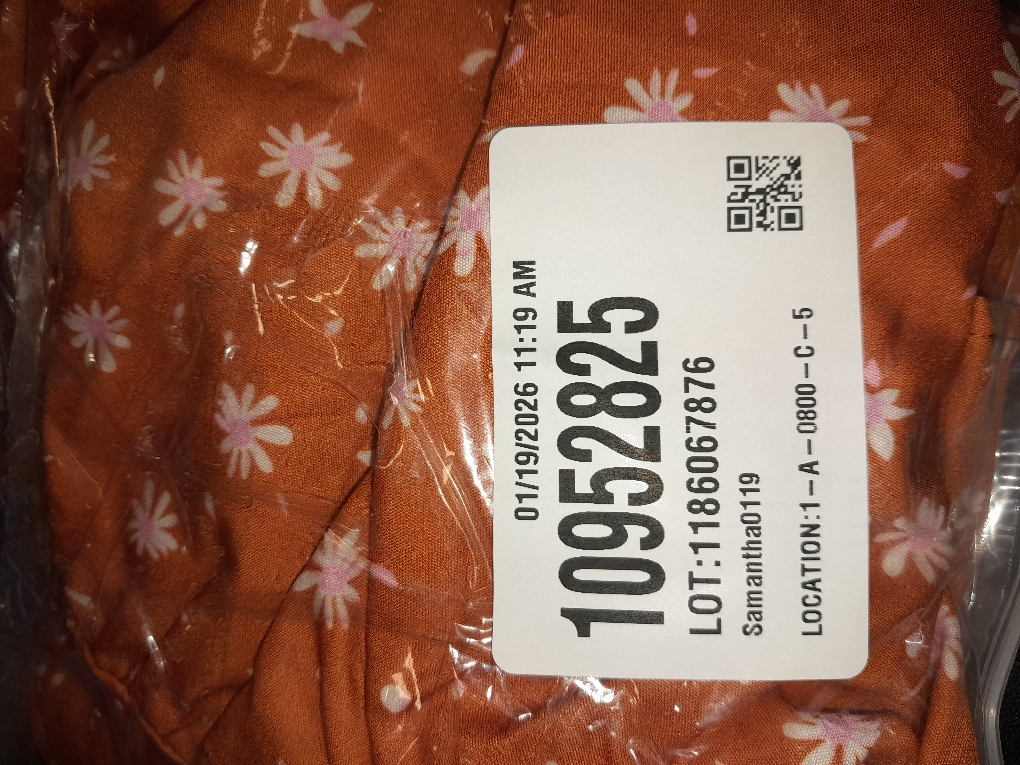 01/19/2026 11:19 AM
10952825
LOT:1186067876
Samantha0119
LOCATION:1-A-0800-C-5